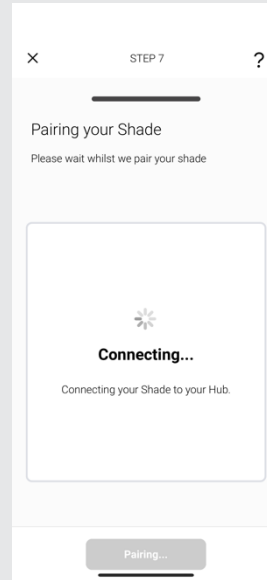 STEP 7
?
Pairing your Shade
Please wait whilst we pair your shade
Connecting...
Connecting your Shade to your Hub.
Pairing...